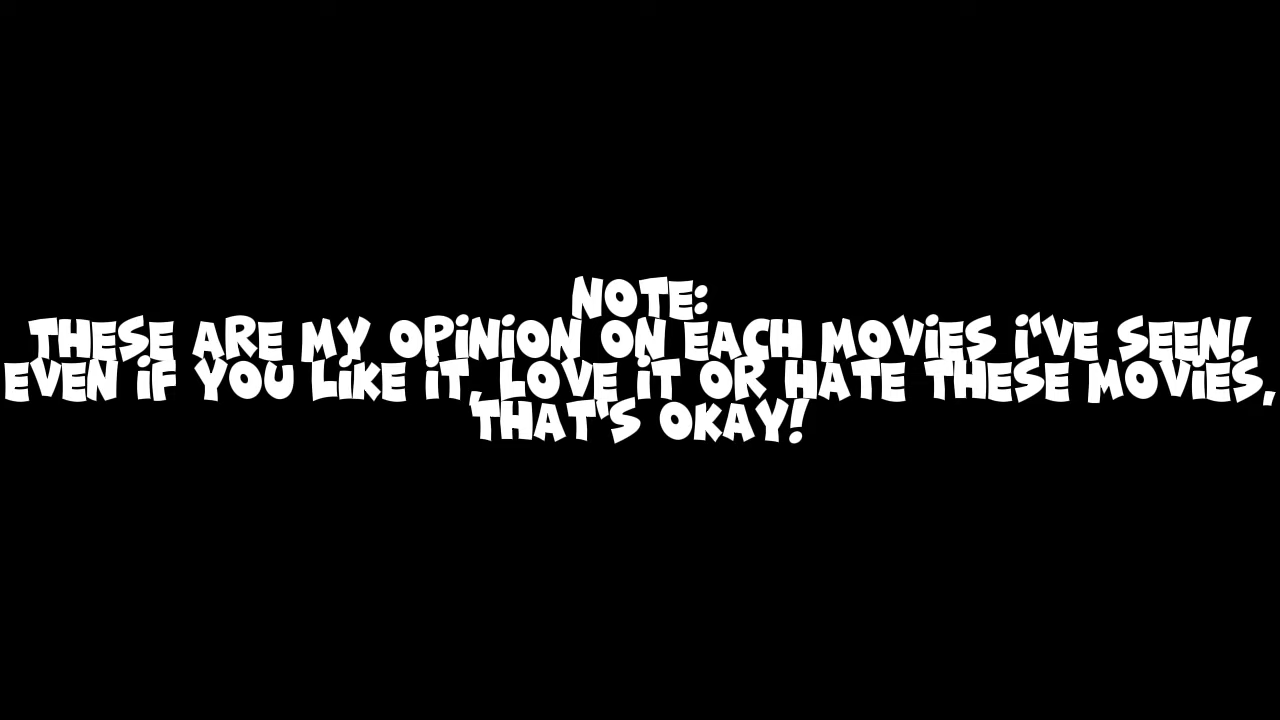 NOTE:
THESE ARE MY OPiNiON ON EACH MOViES i'VE SEEN!
EVEN iF YOU LiKE iT, LOVE iT OR HATE THESE MOViES,
THAT'S OKAY!